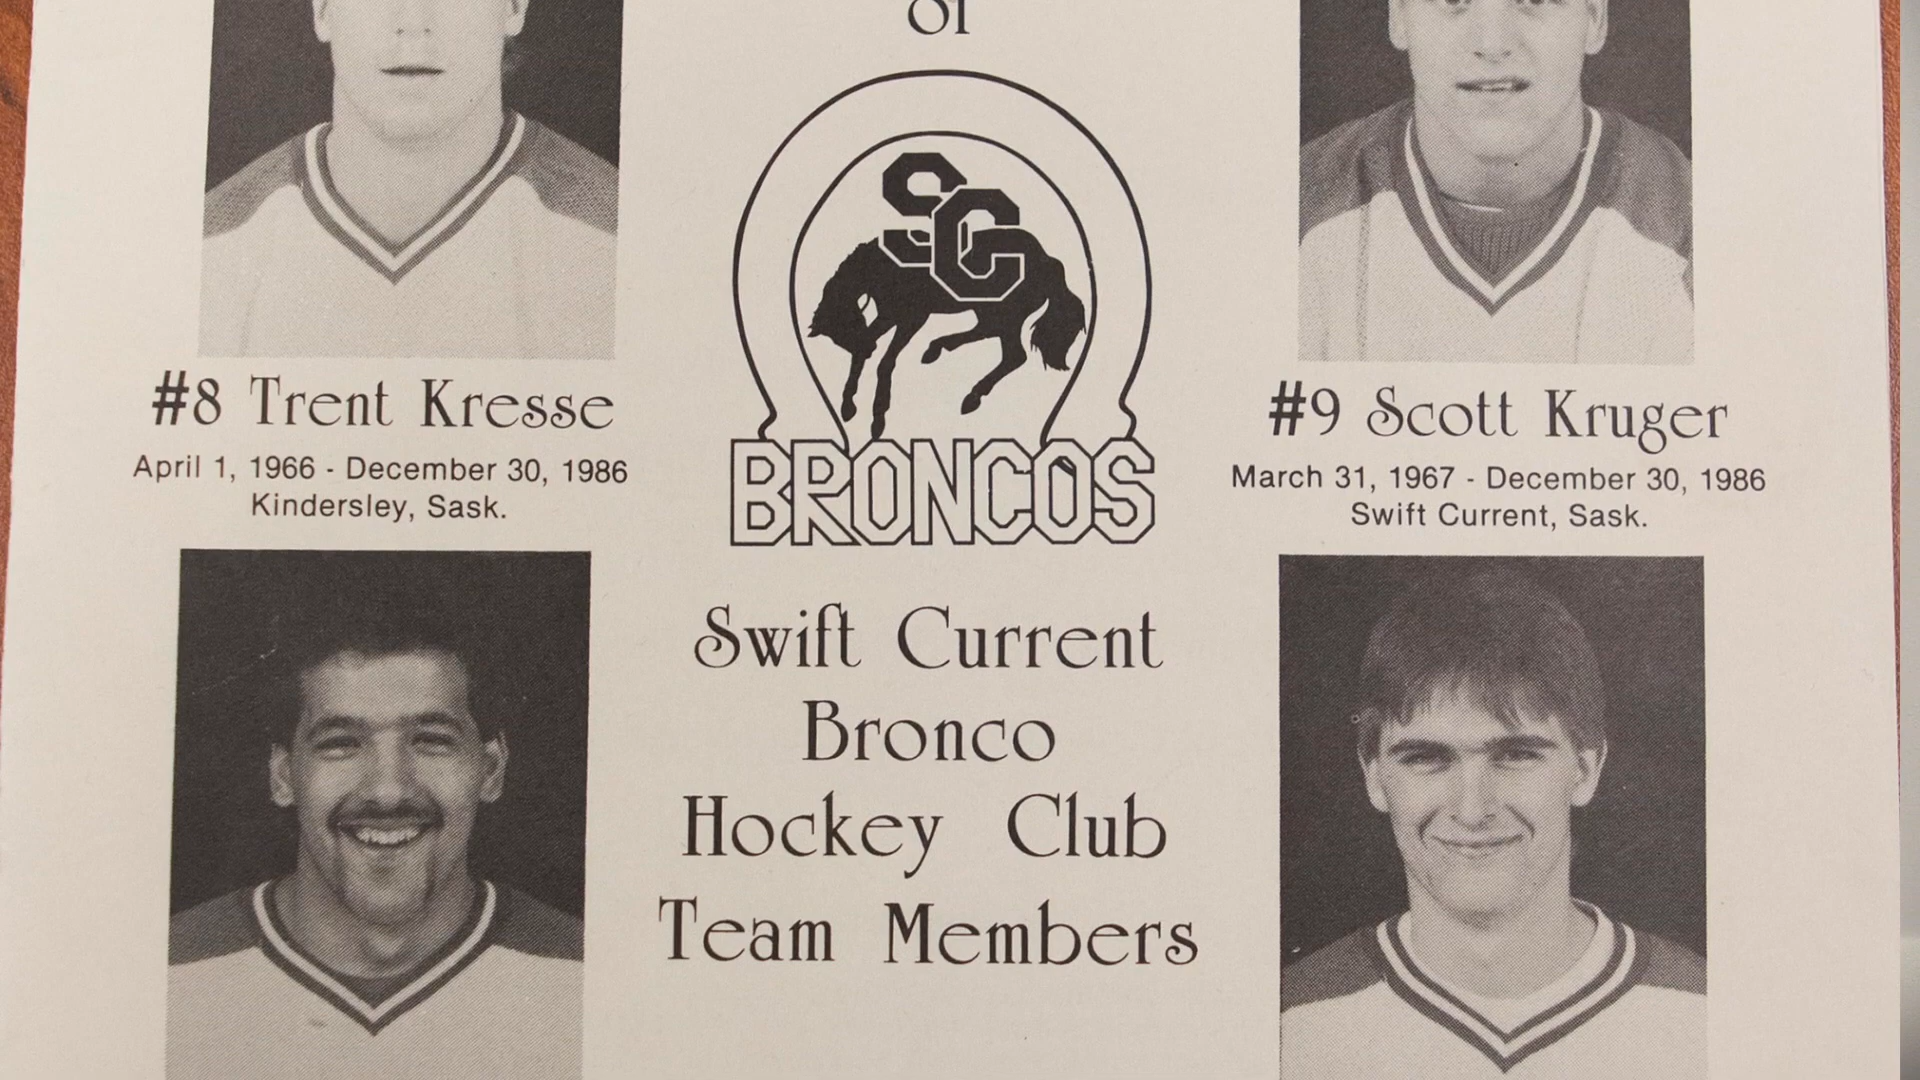 of
SC
BRONCOS
#8 Trent Kresse
April 1, 1966 - December 30, 1986
Kindersley, Sask.
#9 Scott Kruger
March 31, 1967 - December 30, 1986
Swift Current, Sask.
Swift Current
Bronco
Hockey Club
Team Members